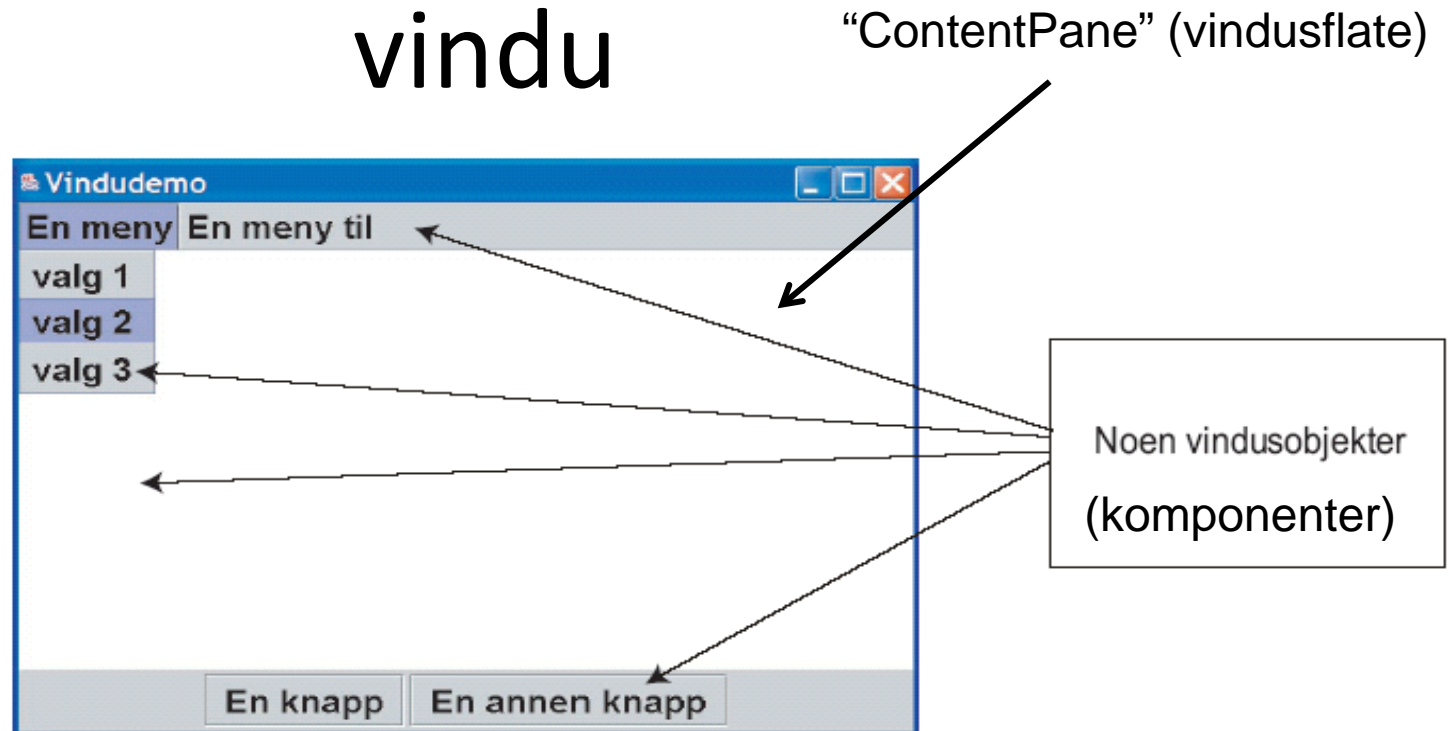 vindu
“ContentPane” (vindusflate)
Vindudemo
En meny En meny til
valg 1
valg 2
valg 3
Noen vindusobjekter
(komponenter)
En knapp En annen knapp